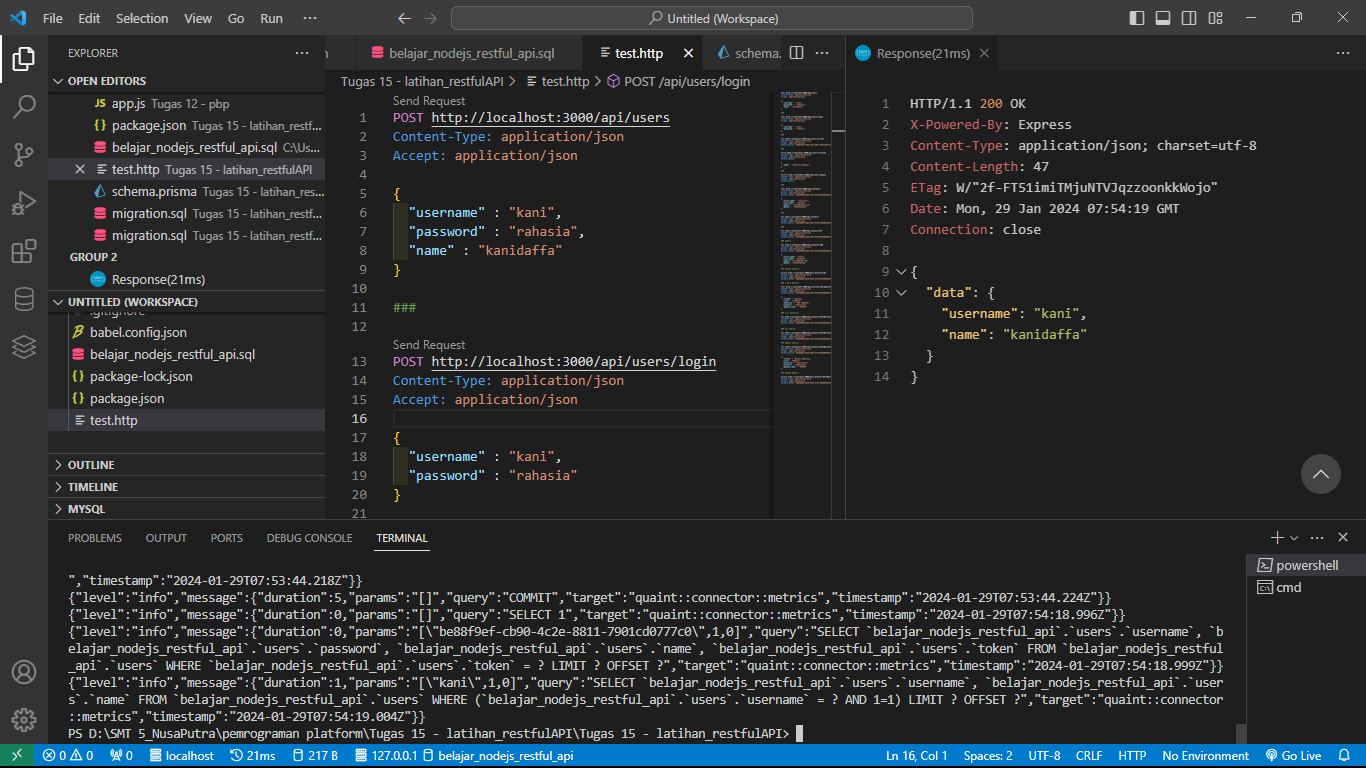 File Edit Selection View Go Run ··· Untitled (Workspace)
EXPLORER
OPEN EDITORS
JS app.js Tugas 12 - pbp
{} package.json Tugas 15 - latihan_restf...
belajar_nodejs_restful_api.sql C:\Us...
test.http Tugas 15 - latihan_restfulAPI
schema.prisma Tugas 15 - latihan_res...
migration.sql Tugas 15 - latihan_restf...
migration.sql Tugas 15 - latihan_restf...
GROUP 2
Response(21ms)
UNTITLED (WORKSPACE)
.gitignore
babel.config.json
belajar_nodejs_restful_api.sql
{} package-lock.json
{} package.json
test.http
OUTLINE
TIMELINE
MYSQL
belajar_nodejs_restful_api.sql test.http schema.
Tugas 15 - latihan_restfulAPI > test.http > POST /api/users/login
Send Request
1 POST http://localhost:3000/api/users
2 Content-Type: application/json
3 Accept: application/json
4
5 {
6 "username" : "kani",
7 "password" : "rahasia",
8 "name" : "kanidaffa"
9 }
10
11 ###
12
Send Request
13 POST http://localhost:3000/api/users/login
14 Content-Type: application/json
15 Accept: application/json
16
17 {
18 "username" : "kani",
19 "password" : "rahasia"
20 }
21
Response(21ms)
1 HTTP/1.1 200 OK
2 X-Powered-By: Express
3 Content-Type: application/json; charset=utf-8
4 Content-Length: 47
5 ETag: W/"2f-FT51imiTMjuNTVJqzzoonkkWojo"
6 Date: Mon, 29 Jan 2024 07:54:19 GMT
7 Connection: close
8
9 {
10 "data": {
11 "username": "kani",
12 "name": "kanidaffa"
13 }
14 }
PROBLEMS OUTPUT PORTS DEBUG CONSOLE TERMINAL
","timestamp":"2024-01-29T07:53:44.218Z"}}
{"level":"info","message":{"duration":5,"params":"[]","query":"COMMIT","target":"quaint::connector::metrics","timestamp":"2024-01-29T07:53:44.224Z"}}
{"level":"info","message":{"duration":0,"params":"[]","query":"SELECT 1","target":"quaint::connector::metrics","timestamp":"2024-01-29T07:54:18.996Z"}}
{"level":"info","message":{"duration":0,"params":"[\"be88f9ef-cb90-4c2e-8811-7901cd0777c0\",1,0]","query":"SELECT `belajar_nodejs_restful_api`.`users`.`username`, `b
elajar_nodejs_restful_api`.`users`.`password`, `belajar_nodejs_restful_api`.`users`.`name`, `belajar_nodejs_restful_api`.`users`.`token` FROM `belajar_nodejs_restful
_api`.`users` WHERE `belajar_nodejs_restful_api`.`users`.`token` = ? LIMIT ? OFFSET ?","target":"quaint::connector::metrics","timestamp":"2024-01-29T07:54:18.999Z"}}
{"level":"info","message":{"duration":1,"params":"[\"kani\",1,0]","query":"SELECT `belajar_nodejs_restful_api`.`users`.`username`, `belajar_nodejs_restful_api`.`user
s`.`name` FROM `belajar_nodejs_restful_api`.`users` WHERE (`belajar_nodejs_restful_api`.`users`.`username` = ? AND 1=1) LIMIT ? OFFSET ?","target":"quaint::connector
::metrics","timestamp":"2024-01-29T07:54:19.004Z"}}
PS D:\SMT 5_NusaPutra\pemrograman platform\Tugas 15 - latihan_restfulAPI\Tugas 15 - latihan_restfulAPI>
powershell
cmd
0 0 0 localhost 21ms 217 B 127.0.0.1 belajar_nodejs_restful_api Ln 16, Col 1 Spaces: 2 UTF-8 CRLF HTTP No Environment Go Live